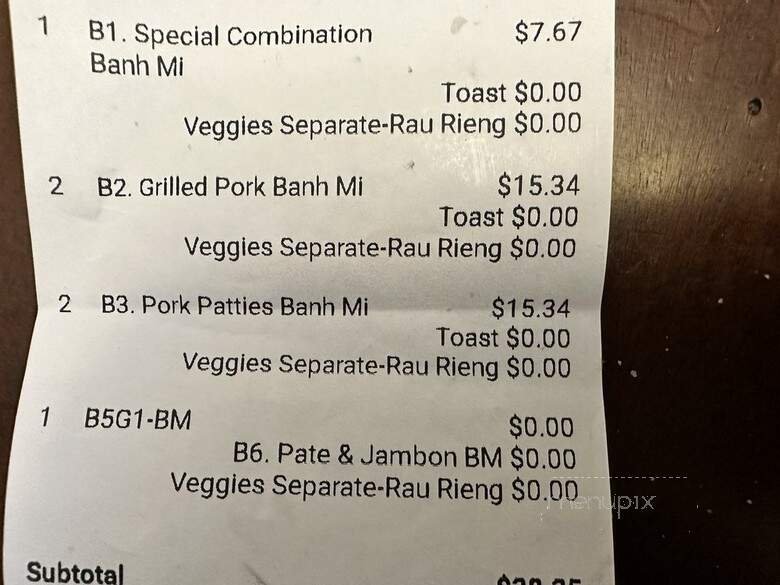 1 B1. Special Combination $7.67
Banh Mi
Toast $0.00
Veggies Separate-Rau Rieng $0.00
2 B2. Grilled Pork Banh Mi $15.34
Toast $0.00
Veggies Separate-Rau Rieng $0.00
2 B3. Pork Patties Banh Mi $15.34
Toast $0.00
Veggies Separate-Rau Rieng $0.00
1 B5G1-BM $0.00
B6. Pate & Jambon BM $0.00
Veggies Separate-Rau Rieng $0.00
menupix
Subtotal